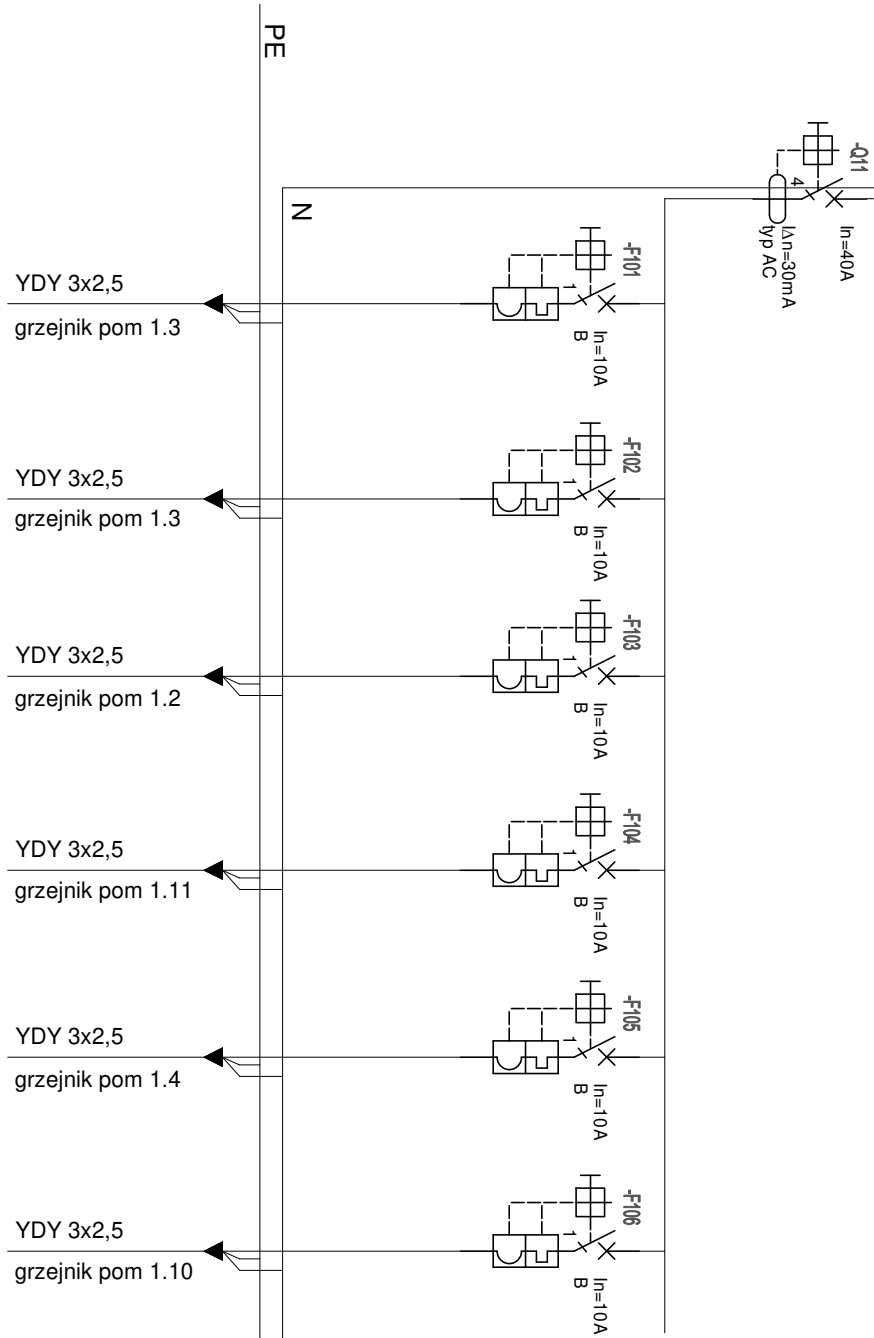 PE
N
-Q11
4
In=40A
IΔn=30mA
typ AC
-F101
1
In=10A
B
YDY 3x2,5
grzejnik pom 1.3
-F102
1
In=10A
B
YDY 3x2,5
grzejnik pom 1.3
-F103
1
In=10A
B
YDY 3x2,5
grzejnik pom 1.2
-F104
1
In=10A
B
YDY 3x2,5
grzejnik pom 1.11
-F105
1
In=10A
B
YDY 3x2,5
grzejnik pom 1.4
-F106
1
In=10A
B
YDY 3x2,5
grzejnik pom 1.10